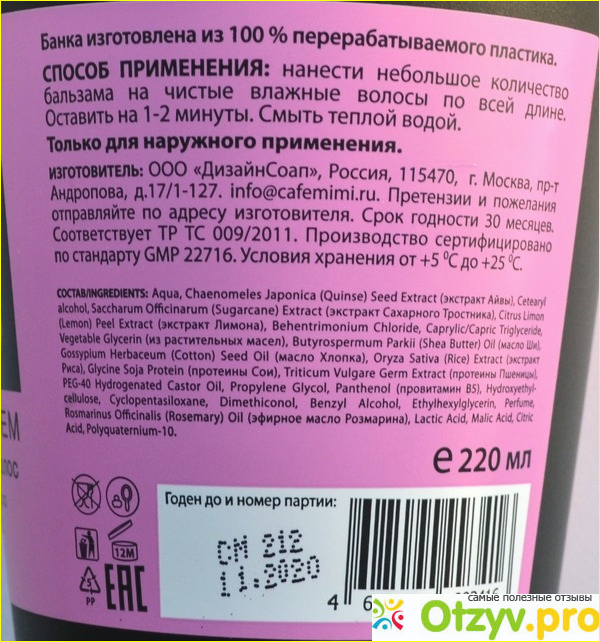 Банка изготовлена из 100 % перерабатываемого пластика.
СПОСОБ ПРИМЕНЕНИЯ: нанести небольшое количество
бальзама на чистые влажные волосы по всей длине.
Оставить на 1-2 минуты. Смыть теплой водой.
Только для наружного применения.
ИЗГОТОВИТЕЛЬ: ООО «ДизайнСоап», Россия, 115470, г. Москва, пр-т
Андропова, д.17/1-127. info@cafemimi.ru. Претензии и пожелания
отправляйте по адресу изготовителя. Срок годности 30 месяцев.
Соответствует ТР ТС 009/2011. Производство сертифицировано
по стандарту GMP 22716. Условия хранения от +5 °C до +25 °C.
СОСТАВ/INGREDIENTS: Aqua, Chaenomeles Japonica (Quinse) Seed Extract (экстракт Айвы), Cetearyl
alcohol, Saccharum Officinarum (Sugarcane) Extract (экстракт Сахарного Тростника), Citrus Limon
(Lemon) Peel Extract (экстракт Лимона), Behentrimonium Chloride, Caprylic/Capric Triglyceride,
Vegetable Glycerin (из растительных масел), Butyrospermum Parkii (Shea Butter) Oil (масло Ши),
Gossypium Herbaceum (Cotton) Seed Oil (масло Хлопка), Oryza Sativa (Rice) Extract (экстракт
Риса), Glycine Soja Protein (протеины Сои), Triticum Vulgare Germ Extract (протеины Пшеницы),
PEG-40 Hydrogenated Castor Oil, Propylene Glycol, Panthenol (провитамин B5), Hydroxyethyl-
cellulose, Cyclopentasiloxane, Dimethiconol, Benzyl Alcohol, Ethylhexylglycerin, Perfume,
Rosmarinus Officinalis (Rosemary) Oil (эфирное масло Розмарина), Lactic Acid, Malic Acid, Citric
Acid, Polyquaternium-10.
ЕМ
лос
e 220 мл
Годен до и номер партии:
CM 212
11.2020
12M
5
PP
EAC
4 6
самые полезные отзывы
Otzyv.pro